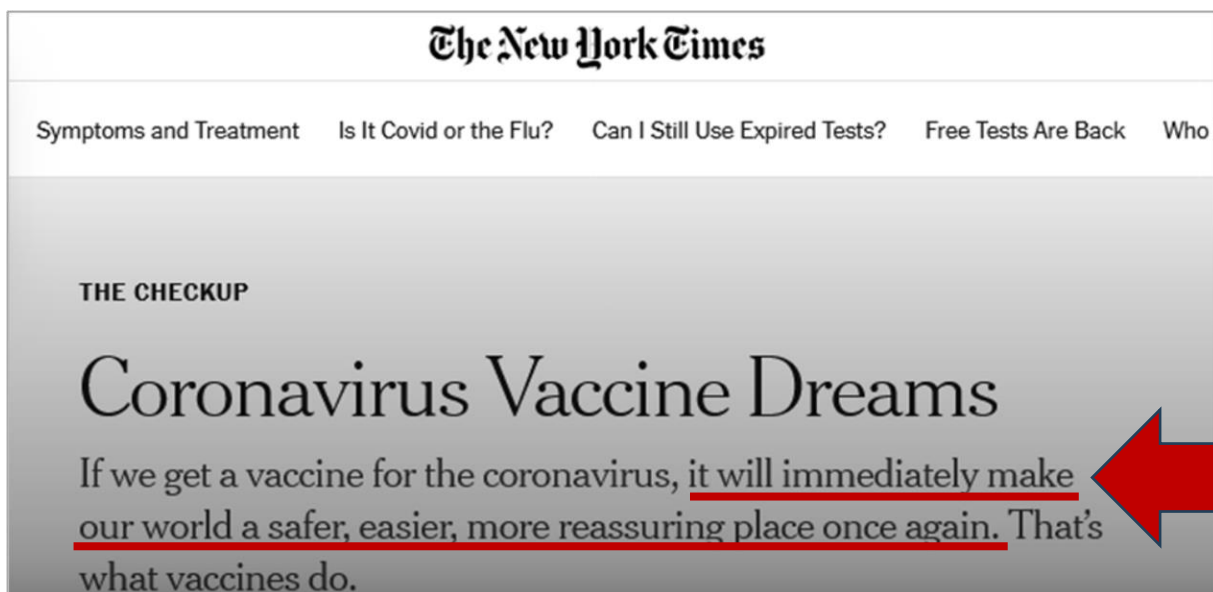 The New York Times
Symptoms and Treatment Is It Covid or the Flu? Can I Still Use Expired Tests? Free Tests Are Back Who
THE CHECKUP
Coronavirus Vaccine Dreams
If we get a vaccine for the coronavirus, it will immediately make
our world a safer, easier, more reassuring place once again. That’s
what vaccines do.